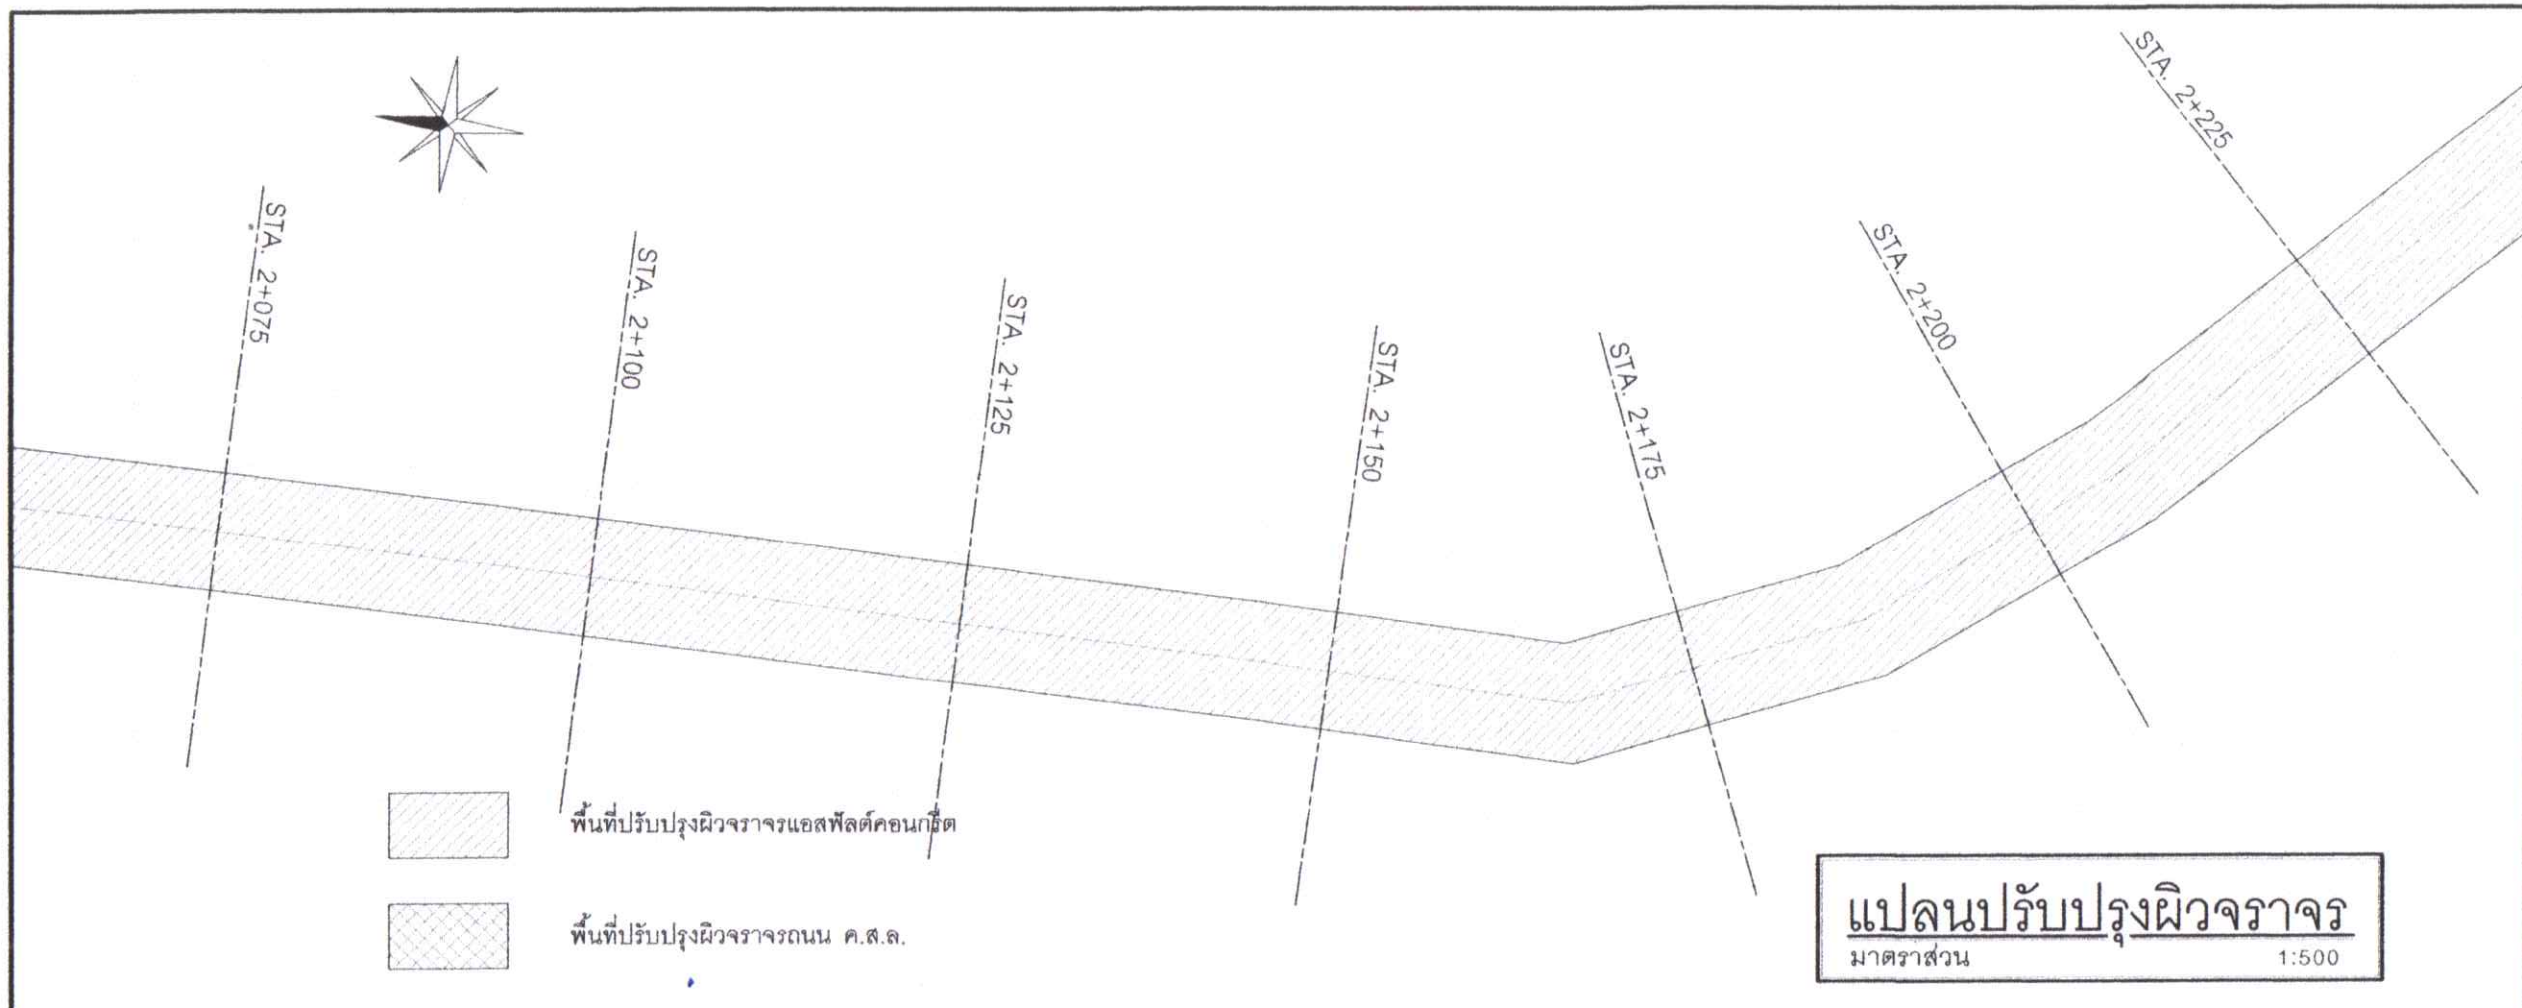 STA. 2+075
STA. 2+100
STA. 2+125
STA. 2+150
STA. 2+175
STA. 2+200
STA. 2+225
พื้นที่ปรับปรุงผิวจราจรแอสฟัลต์คอนกรีต
พื้นที่ปรับปรุงผิวจราจรถนน ค.ส.ล.
แปลนปรับปรุงผิวจราจร
มาตราส่วน 1:500